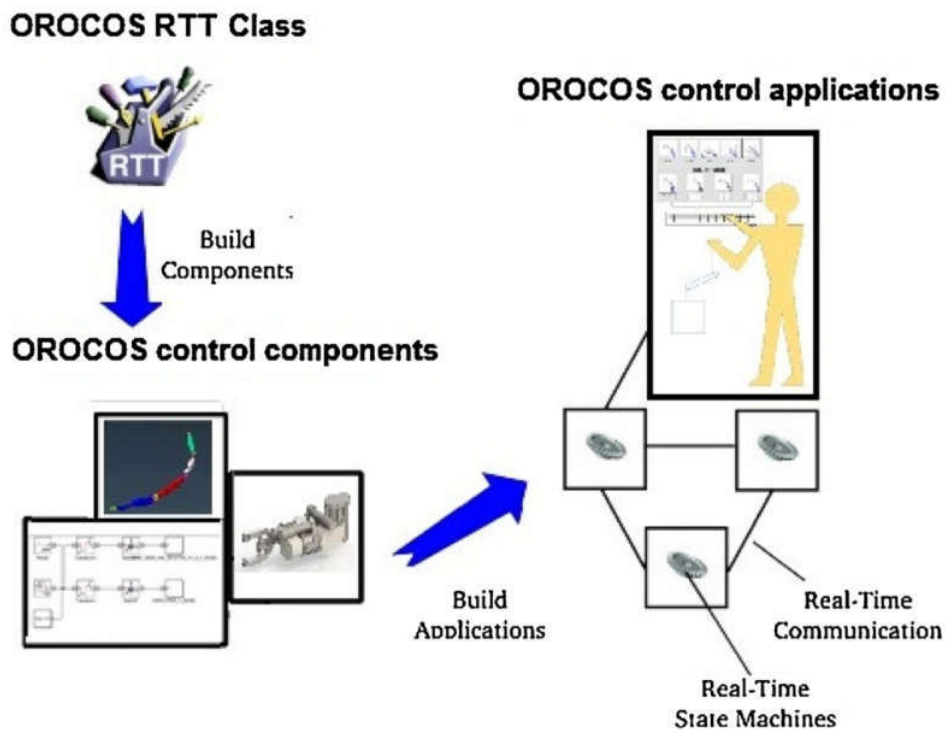 OROCOS RTT Class
RTT
Build
Components
OROCOS control components
Build
Applications
OROCOS control applications
Real-Time
Communication
Real-Time
State Machines